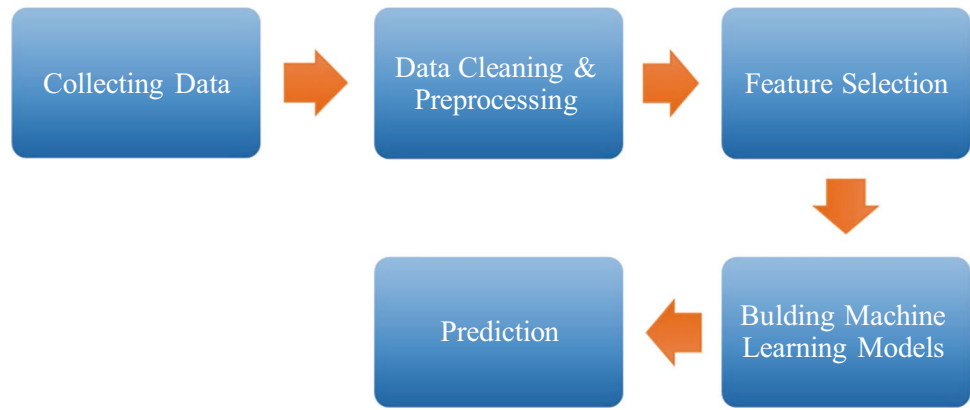 Collecting Data
Data Cleaning &
Preprocessing
Feature Selection
Bulding Machine
Learning Models
Prediction